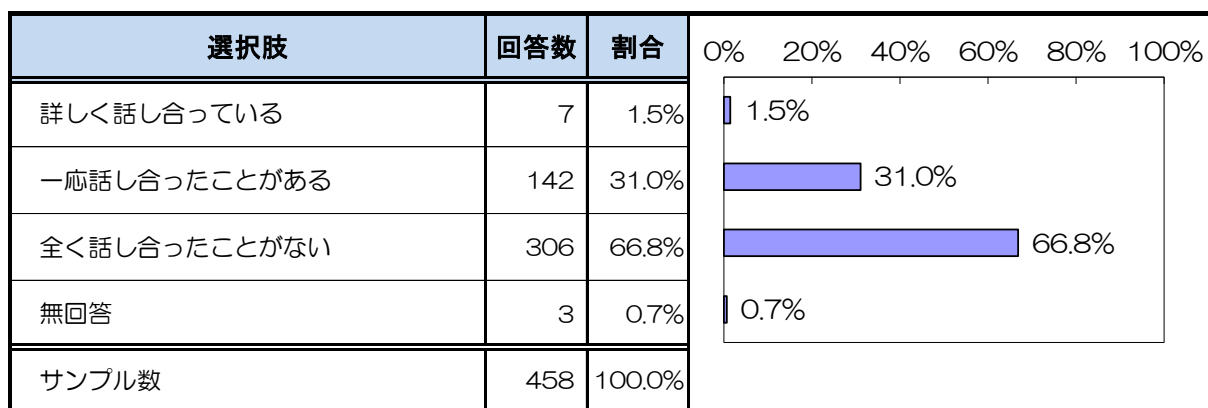 選択肢 回答数 割合
詳しく話し合っている 7 1.5%
一応話し合ったことがある 142 31.0%
全く話し合ったことがない 306 66.8%
無回答 3 0.7%
サンプル数 458 100.0%
0% 20% 40% 60% 80% 100%
1.5%
31.0%
66.8%
0.7%